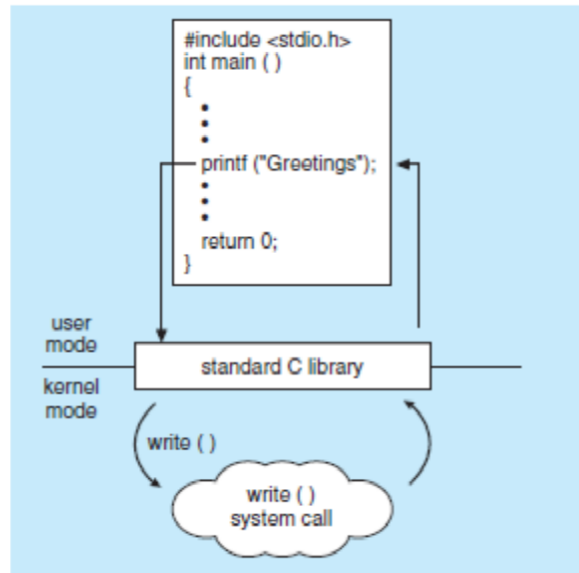 #include <stdio.h>
int main ( )
{
•
•
•
printf ("Greetings");
•
•
•
return 0;
}
user
mode
standard C library
kernel
mode
write ( )
write ( )
system call